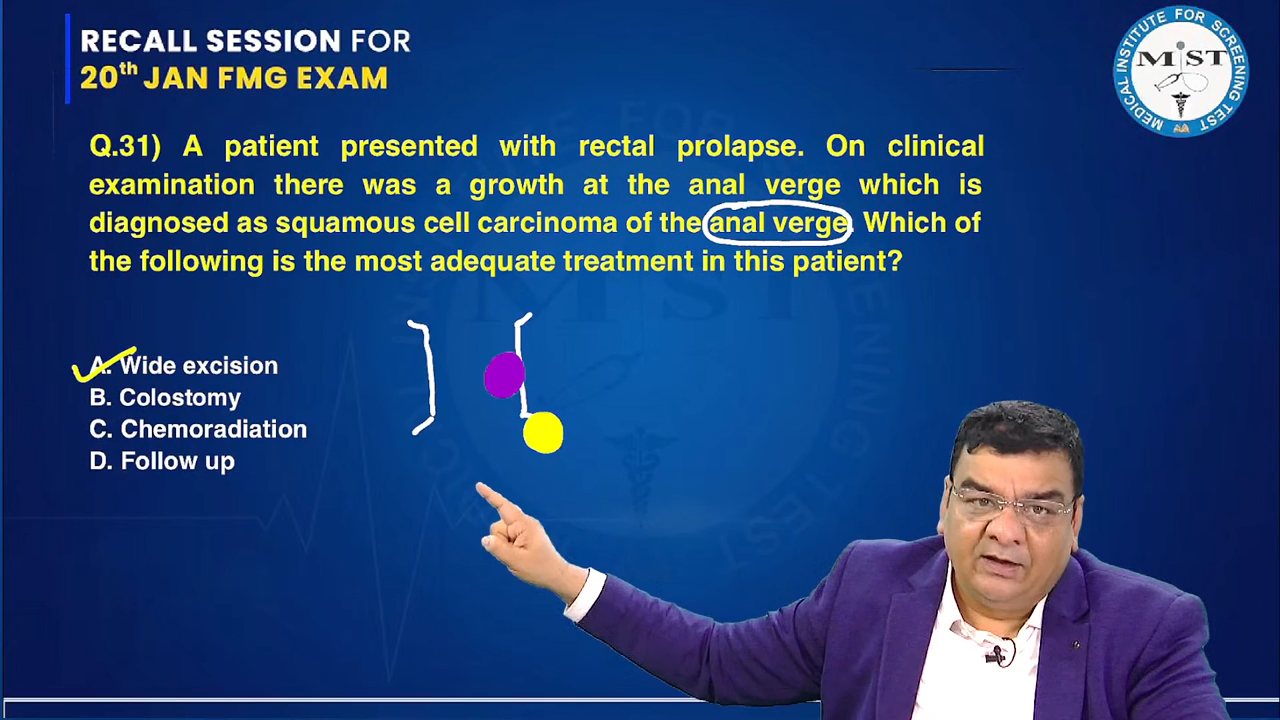 RECALL SESSION FOR
20th JAN FMG EXAM
MEDICAL INSTITUTE FOR SCREENING TEST
MIST
Q.31) A patient presented with rectal prolapse. On clinical
examination there was a growth at the anal verge which is
diagnosed as squamous cell carcinoma of the anal verge. Which of
the following is the most adequate treatment in this patient?
A. Wide excision
B. Colostomy
C. Chemoradiation
D. Follow up